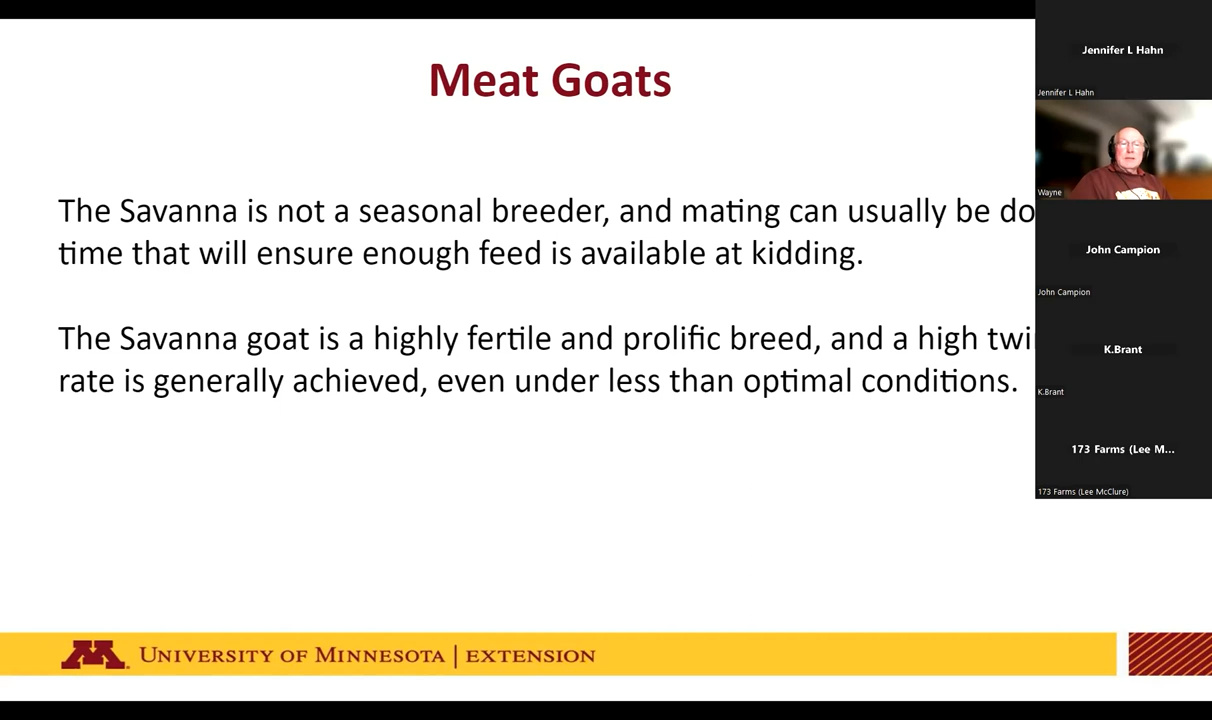 Meat Goats
The Savanna is not a seasonal breeder, and mating can usually be do
time that will ensure enough feed is available at kidding.
The Savanna goat is a highly fertile and prolific breed, and a high twi
rate is generally achieved, even under less than optimal conditions.
M
UNIVERSITY OF MINNESOTA | EXTENSION
Jennifer L Hahn
Jennifer L Hahn
Wayne
John Campion
John Campion
K.Brant
K.Brant
173 Farms (Lee M...
173 Farms (Lee McClure)